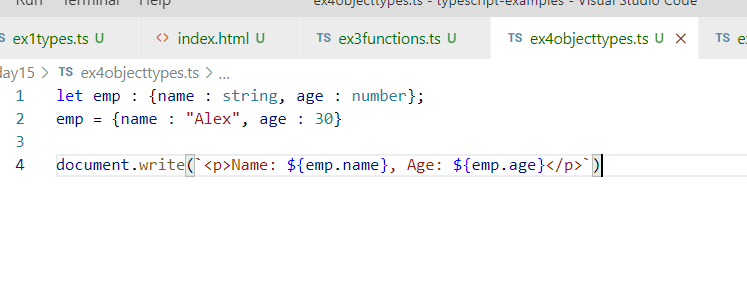 Run Terminal Help
ex4objecttypes.ts - typescript-examples - Visual Studio Code
ex1types.ts U
<> index.html U
TS ex3functions.ts U
TS ex4objecttypes.ts U ×
TS
day15 > TS ex4objecttypes.ts > ...
1 let emp : {name : string, age : number};
2 emp = {name : "Alex", age : 30}
3
4 document.write(`<p>Name: ${emp.name}, Age: ${emp.age}</p>`)